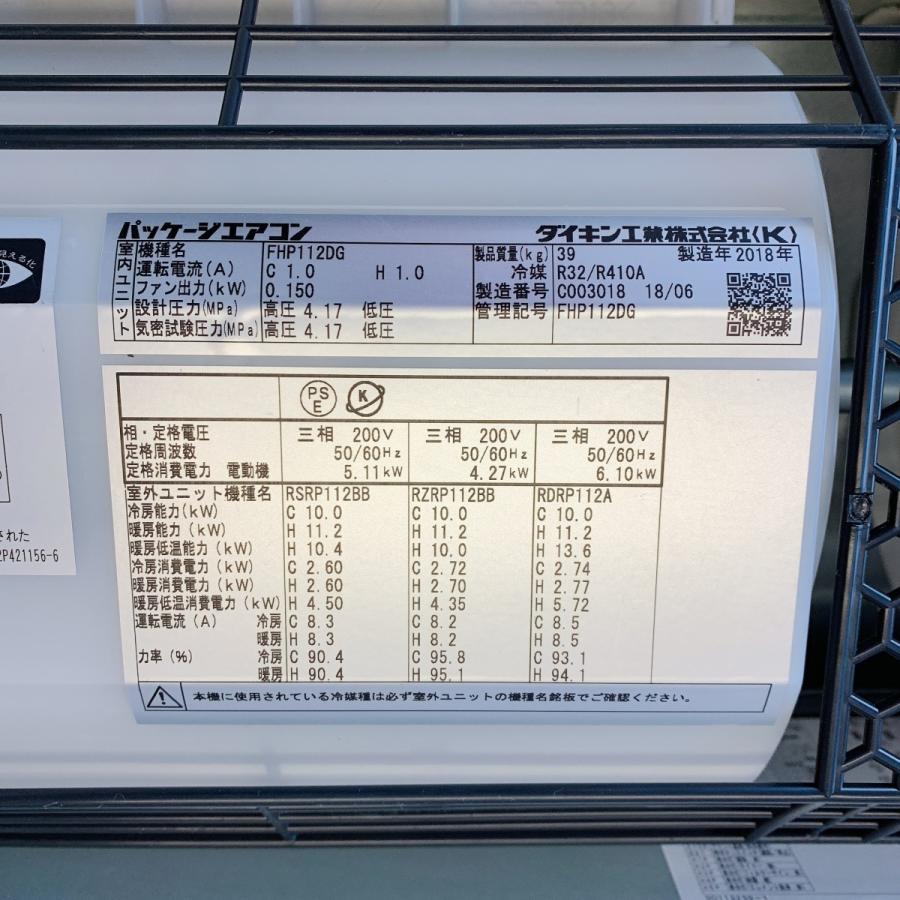 パッケージエアコン ダイキン工業株式会社(K)
室内ユニット
機種名 FHP112DG 製品質量(kg) 39 製造年 2018年
運転電流(A) C 1.0 H 1.0 冷媒 R32/R410A
ファン出力(kW) 0.150 製造番号 C003018 18/06
設計圧力(MPa) 高圧 4.17 低圧 管理記号 FHP112DG
気密試験圧力(MPa) 高圧 4.17 低圧
見える化
PS
E K
相・定格電圧 三相 200V 三相 200V 三相 200V
定格周波数 50/60Hz 50/60Hz 50/60Hz
定格消費電力 電動機 5.11kW 4.27kW 6.10kW
室外ユニット機種名 RSRP112BB RZRP112BB RDRP112A
冷房能力(kW) C 10.0 C 10.0 C 10.0
暖房能力(kW) H 11.2 H 11.2 H 11.2
暖房低温能力(kW) H 10.4 H 10.0 H 13.6
冷房消費電力(kW) C 2.60 C 2.72 C 2.74
暖房消費電力(kW) H 2.60 H 2.70 H 2.77
暖房低温消費電力(kW) H 4.50 H 4.35 H 5.72
運転電流(A) 冷房 C 8.3 C 8.2 C 8.5
暖房 H 8.3 H 8.2 H 8.5
力率(%) 冷房 C 90.4 C 95.8 C 93.1
暖房 H 90.4 H 95.1 H 94.1
本機に使用されている冷媒種は必ず室外ユニットの機種名銘板でご確認ください。
された
2P421156-6